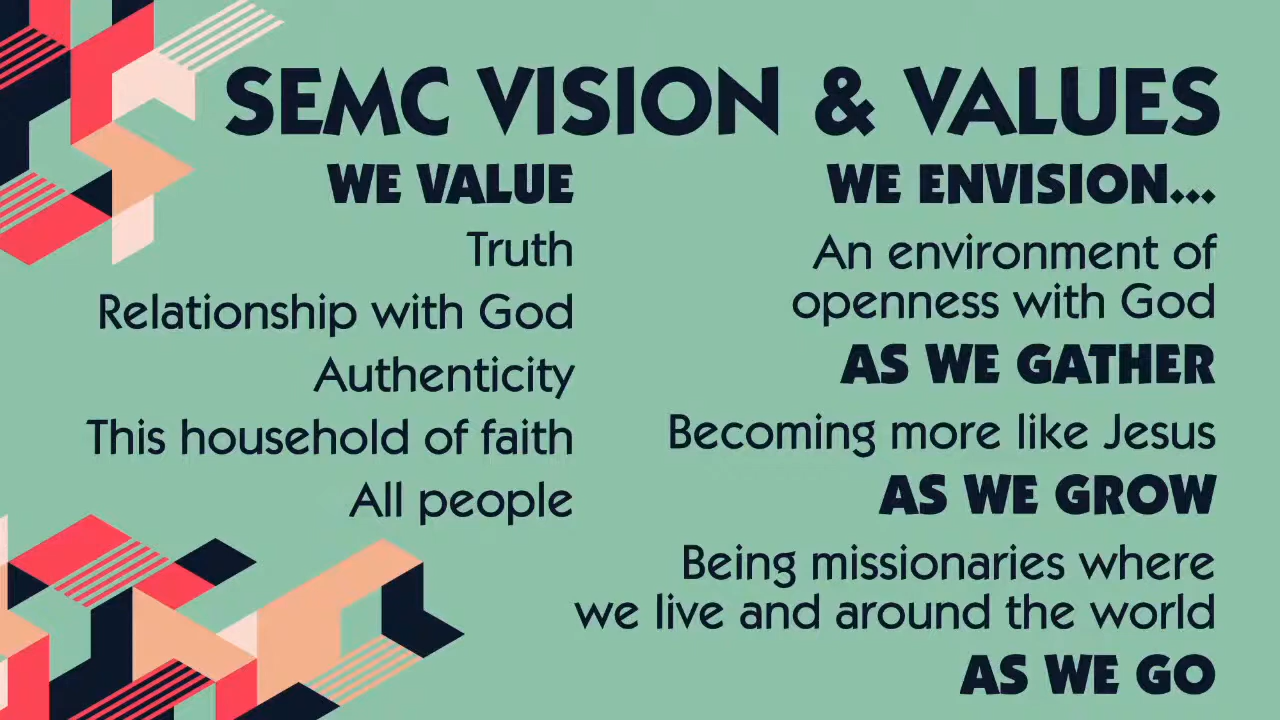 SEMC VISION & VALUES
WE VALUE
Truth
Relationship with God
Authenticity
This household of faith
All people
WE ENVISION...
An environment of
openness with God
AS WE GATHER
Becoming more like Jesus
AS WE GROW
Being missionaries where
we live and around the world
AS WE GO